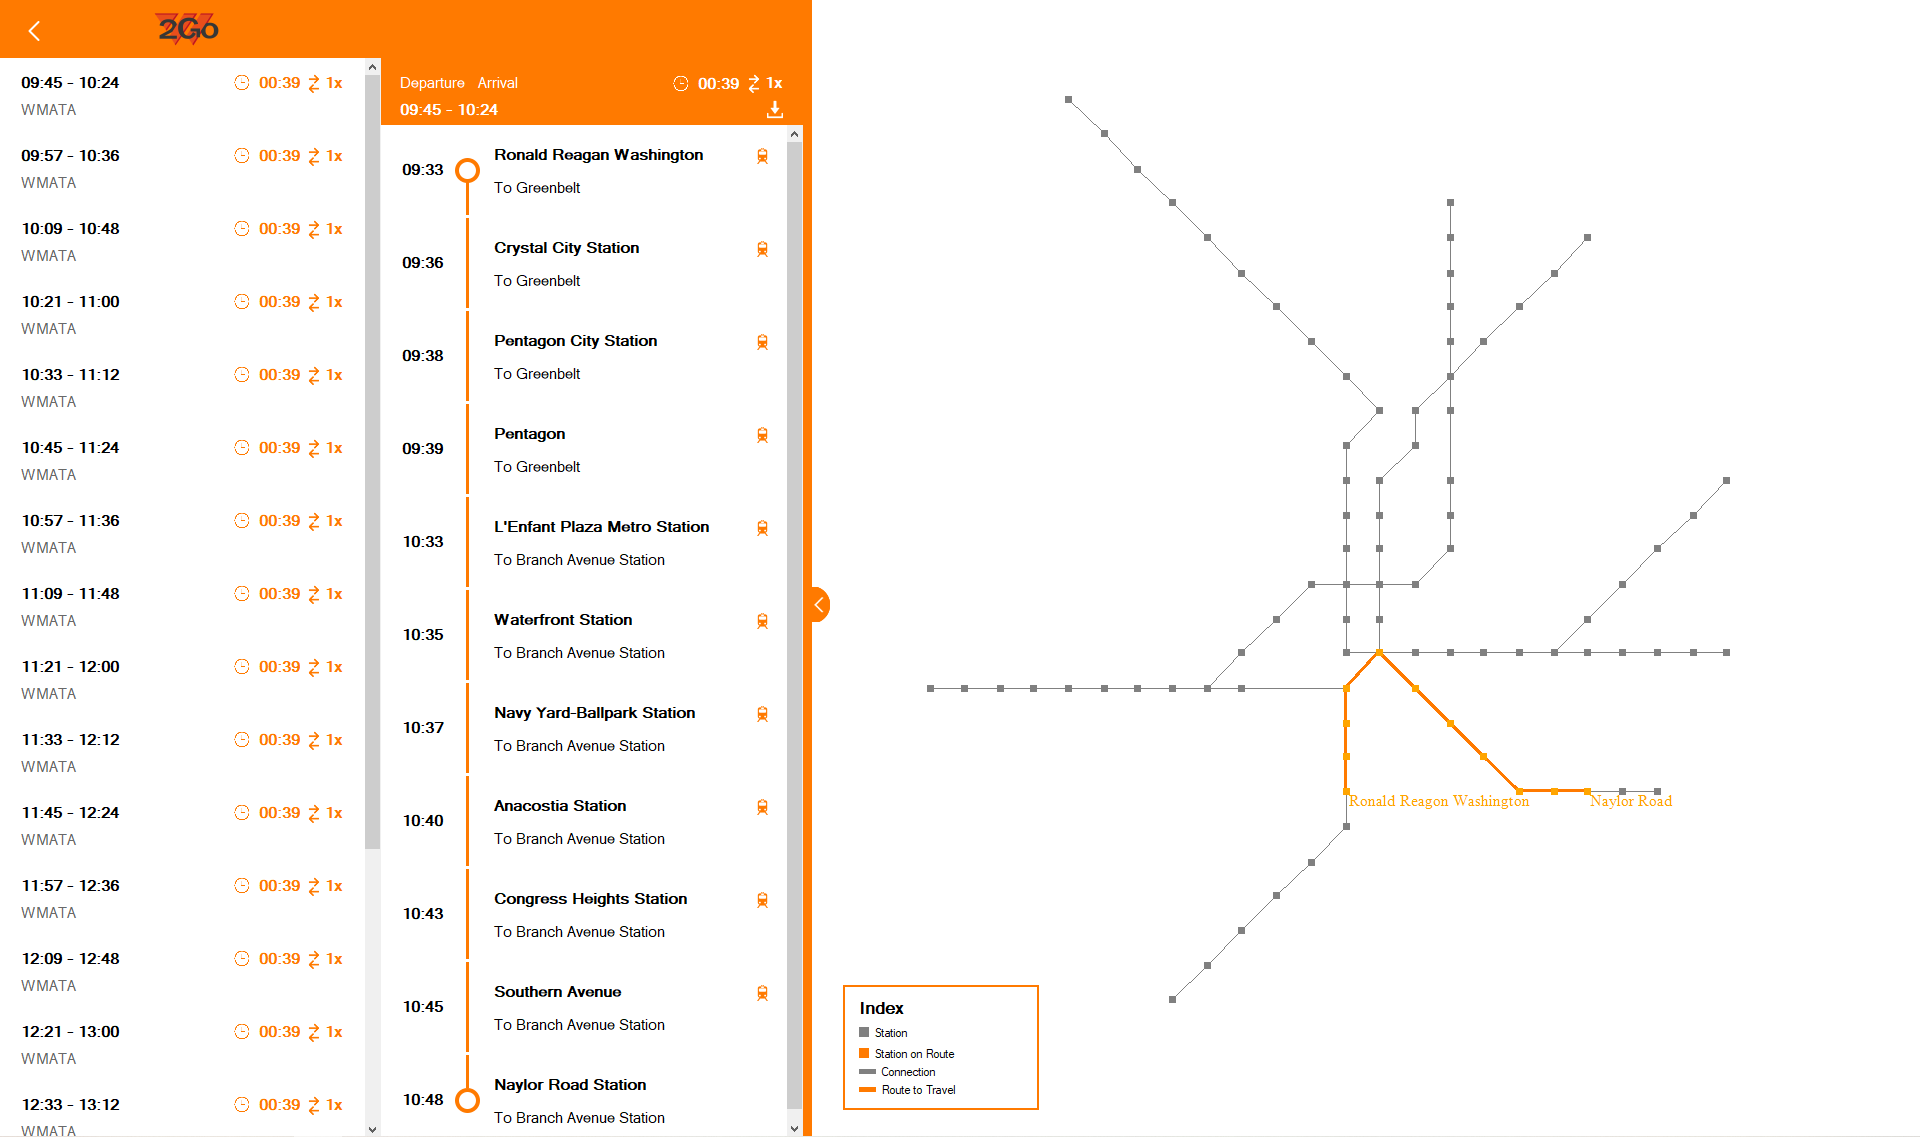 2Go
09:45 - 10:24
00:39
1x
WMATA
09:57 - 10:36
00:39
1x
WMATA
10:09 - 10:48
00:39
1x
WMATA
10:21 - 11:00
00:39
1x
WMATA
10:33 - 11:12
00:39
1x
WMATA
10:45 - 11:24
00:39
1x
WMATA
10:57 - 11:36
00:39
1x
WMATA
11:09 - 11:48
00:39
1x
WMATA
11:21 - 12:00
00:39
1x
WMATA
11:33 - 12:12
00:39
1x
WMATA
11:45 - 12:24
00:39
1x
WMATA
11:57 - 12:36
00:39
1x
WMATA
12:09 - 12:48
00:39
1x
WMATA
12:21 - 13:00
00:39
1x
WMATA
12:33 - 13:12
00:39
1x
WMATA
Departure Arrival
00:39
1x
09:45 - 10:24
09:33
Ronald Reagan Washington
To Greenbelt
09:36
Crystal City Station
To Greenbelt
09:38
Pentagon City Station
To Greenbelt
09:39
Pentagon
To Greenbelt
10:33
L'Enfant Plaza Metro Station
To Branch Avenue Station
10:35
Waterfront Station
To Branch Avenue Station
10:37
Navy Yard-Ballpark Station
To Branch Avenue Station
10:40
Anacostia Station
To Branch Avenue Station
10:43
Congress Heights Station
To Branch Avenue Station
10:45
Southern Avenue
To Branch Avenue Station
10:48
Naylor Road Station
To Branch Avenue Station
Ronald Reagon Washington
Naylor Road
Index
Station
Station on Route
Connection
Route to Travel